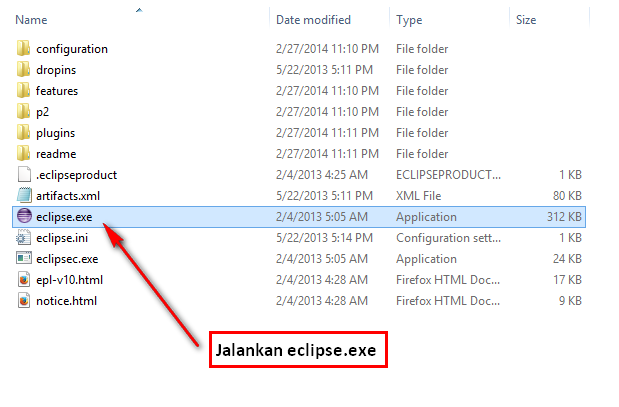 Name Date modified Type Size
configuration 2/27/2014 11:10 PM File folder
dropins 5/22/2013 5:11 PM File folder
features 2/27/2014 11:10 PM File folder
p2 2/27/2014 11:10 PM File folder
plugins 2/27/2014 11:11 PM File folder
readme 2/27/2014 11:11 PM File folder
.eclipseproduct 2/4/2013 4:25 AM ECLIPSEPRODUCT... 1 KB
artifacts.xml 5/22/2013 5:11 PM XML File 80 KB
eclipse.exe 2/4/2013 5:05 AM Application 312 KB
eclipse.ini 5/22/2013 5:14 PM Configuration sett... 1 KB
eclipsec.exe 2/4/2013 5:05 AM Application 24 KB
epl-v10.html 2/4/2013 4:28 AM Firefox HTML Doc... 17 KB
notice.html 2/4/2013 4:28 AM Firefox HTML Doc... 9 KB
Jalankan eclipse.exe